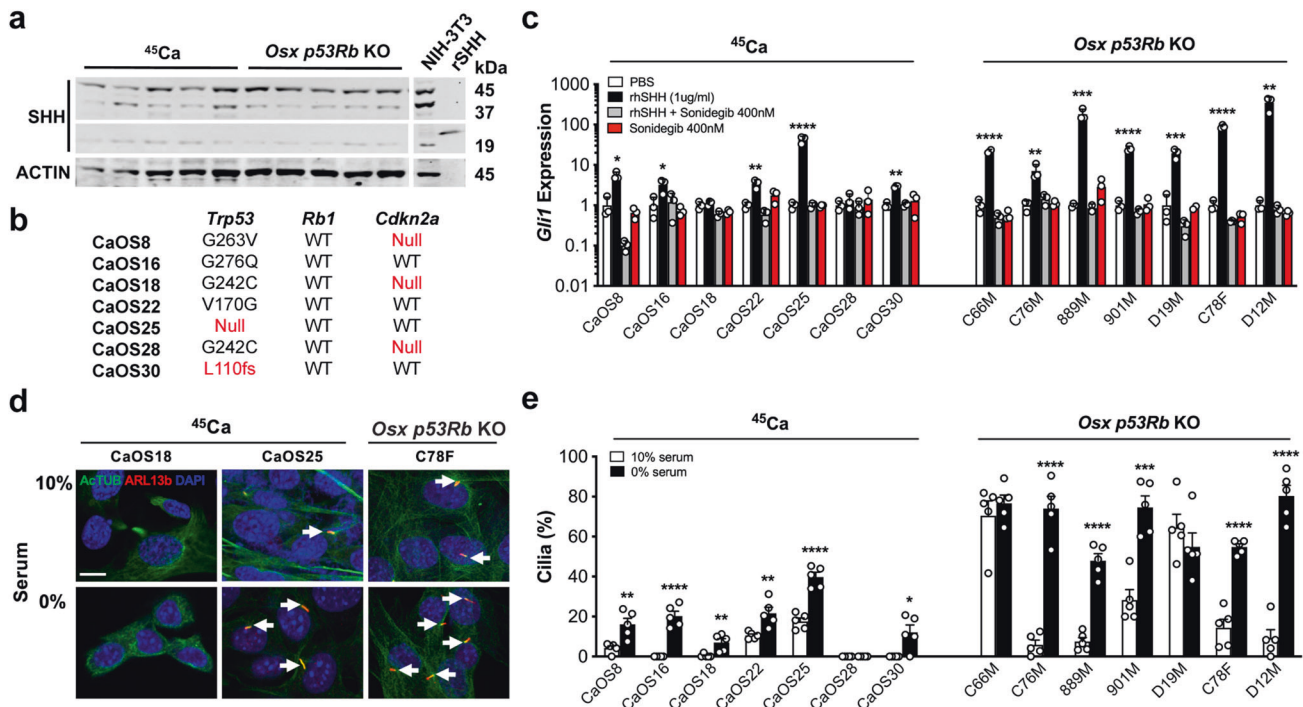 a
⁴⁵Ca
Osx p53Rb KO
NIH-3T3
rSHH
kDa
SHH
45
37
19
ACTIN
45
b
Trp53 Rb1 Cdkn2a
CaOS8 G263V WT Null
CaOS16 G276Q WT WT
CaOS18 G242C WT Null
CaOS22 V170G WT WT
CaOS25 Null WT WT
CaOS28 G242C WT Null
CaOS30 L110fs WT WT
c
⁴⁵Ca
Osx p53Rb KO
PBS
rhSHH (1ug/ml)
rhSHH + Sonidegib 400nM
Sonidegib 400nM
Gli1 Expression
1000
100
10
1
0.1
0.01
* * ** **** ** **** ** *** **** *** **** **
CaOS8 CaOS16 CaOS18 CaOS22 CaOS25 CaOS28 CaOS30 C66M C76M 889M 901M D19M C78F D12M
d
⁴⁵Ca
Osx p53Rb KO
CaOS18 CaOS25 C78F
Serum
10%
AcTUB ARL13b DAPI
0%
e
⁴⁵Ca
Osx p53Rb KO
10% serum
0% serum
Cilia (%)
100
80
60
40
20
0
** **** ** ** **** * **** **** *** **** ****
CaOS8 CaOS16 CaOS18 CaOS22 CaOS25 CaOS28 CaOS30 C66M C76M 889M 901M D19M C78F D12M